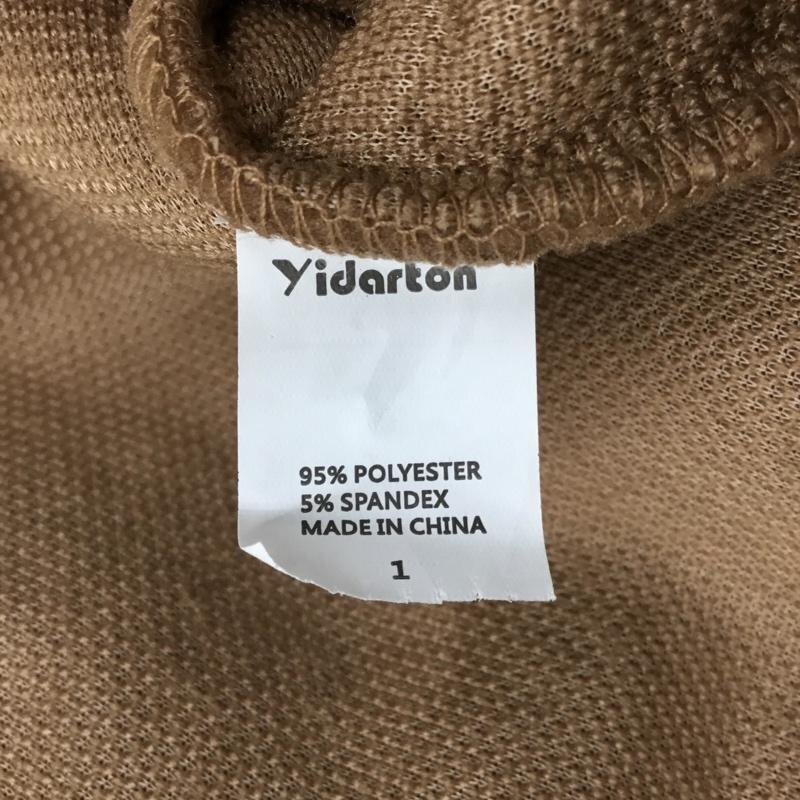 Yidarton
95% POLYESTER
5% SPANDEX
MADE IN CHINA
1